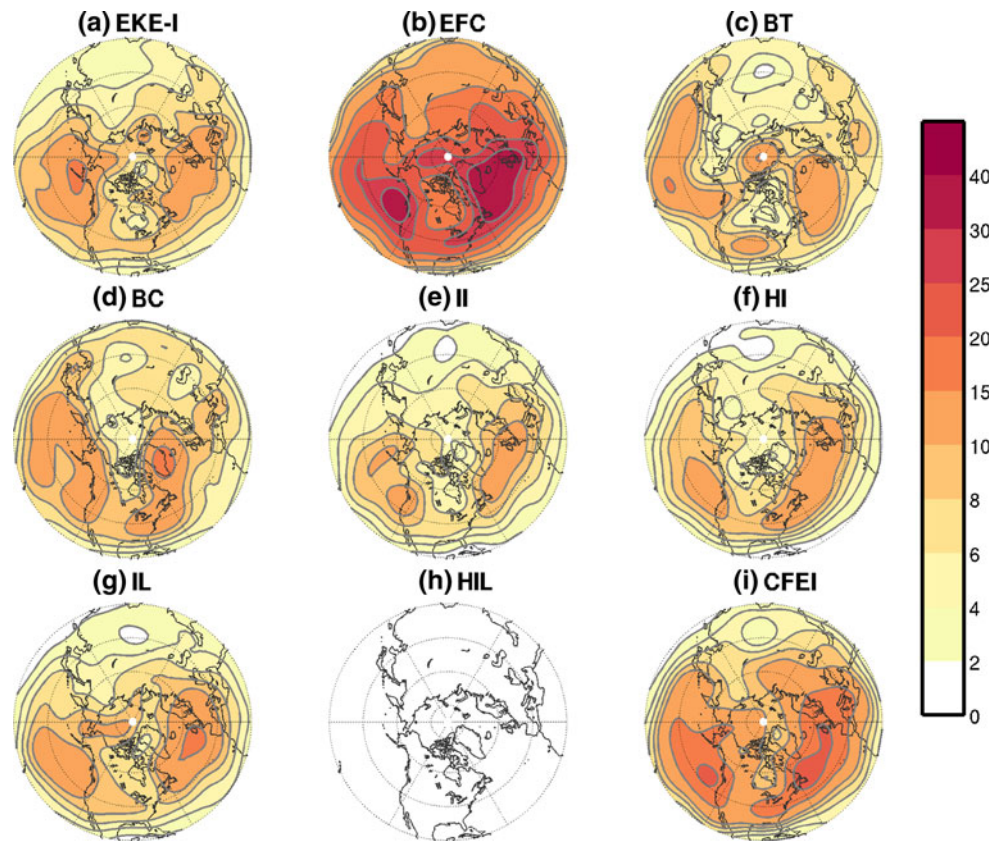 (a) EKE-I
(b) EFC
(c) BT
(d) BC
(e) II
(f) HI
(g) IL
(h) HIL
(i) CFEI
40
30
25
20
15
10
8
6
4
2
0